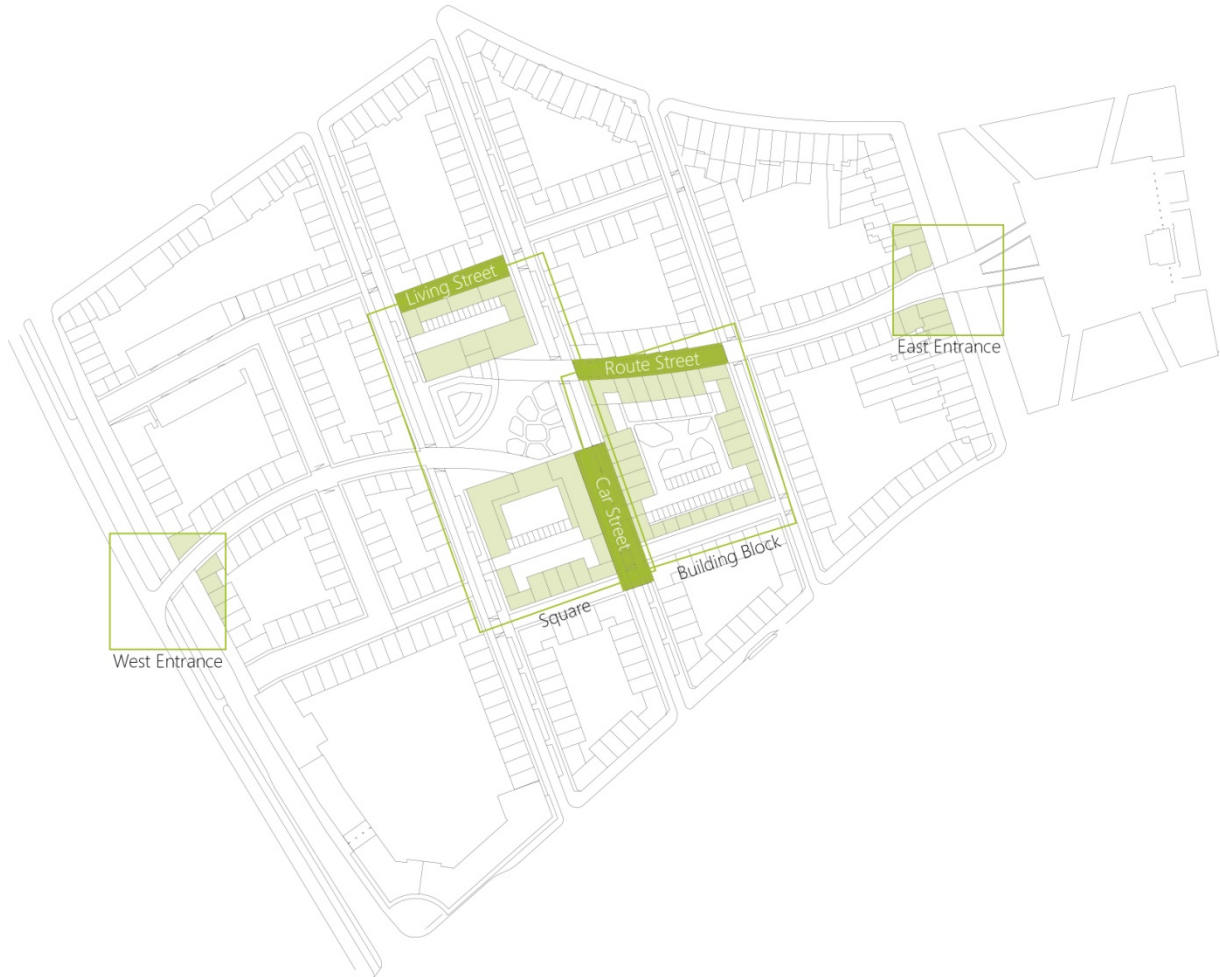 Living Street
Route Street
East Entrance
Car Street
Building Block
Square
West Entrance